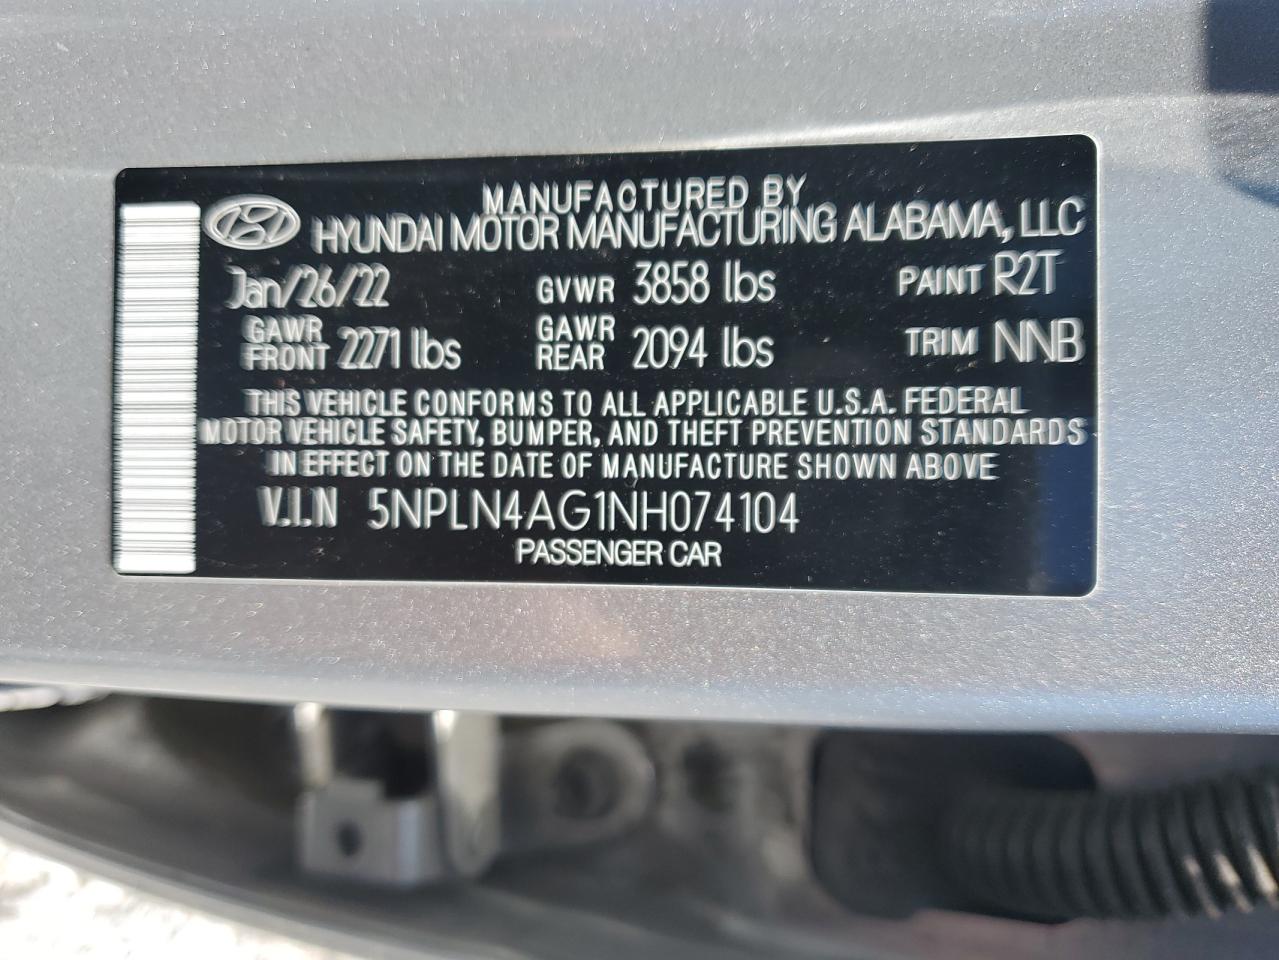 MANUFACTURED BY
HYUNDAI MOTOR MANUFACTURING ALABAMA, LLC
Jan/26/22 GVWR 3858 lbs PAINT R2T
GAWR FRONT 2271 lbs GAWR REAR 2094 lbs TRIM NNB
THIS VEHICLE CONFORMS TO ALL APPLICABLE U.S.A. FEDERAL
MOTOR VEHICLE SAFETY, BUMPER, AND THEFT PREVENTION STANDARDS
IN EFFECT ON THE DATE OF MANUFACTURE SHOWN ABOVE
V.I.N 5NPLN4AG1NH074104
PASSENGER CAR